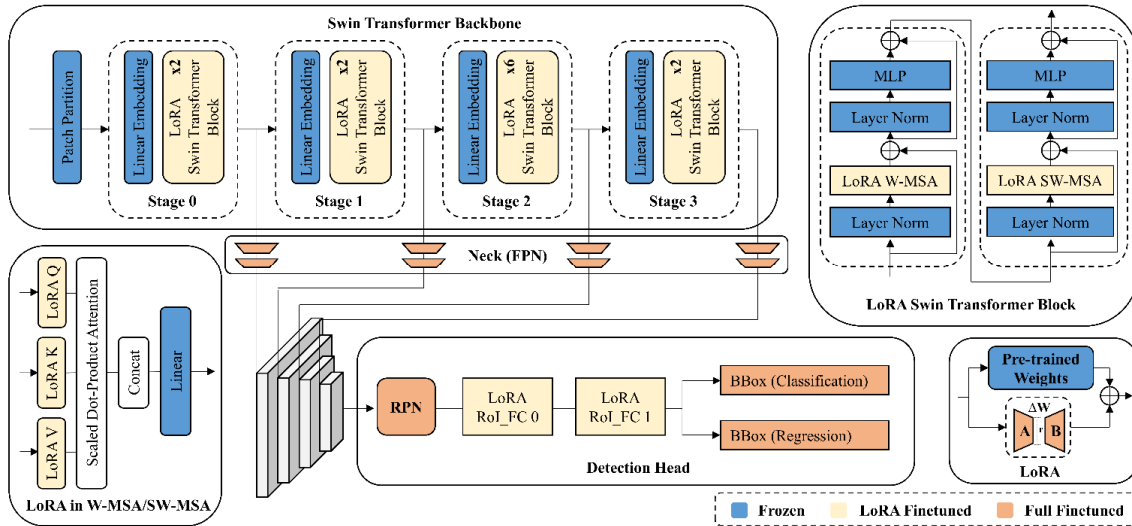 Swin Transformer Backbone
Patch Partition
Linear Embedding
x2
LoRA
Swin Transformer
Block
Stage 0
Linear Embedding
x2
LoRA
Swin Transformer
Block
Stage 1
Linear Embedding
x6
LoRA
Swin Transformer
Block
Stage 2
Linear Embedding
x2
LoRA
Swin Transformer
Block
Stage 3
MLP
Layer Norm
LoRA W-MSA
Layer Norm
MLP
Layer Norm
LoRA SW-MSA
Layer Norm
LoRA Swin Transformer Block
Neck (FPN)
LoRA Q
LoRA K
LoRA V
Scaled Dot-Product Attention
Concat
Linear
LoRA in W-MSA/SW-MSA
RPN
LoRA
RoI_FC 0
LoRA
RoI_FC 1
BBox (Classification)
BBox (Regression)
Detection Head
Pre-trained
Weights
ΔW
A
r
B
LoRA
Frozen
LoRA Finetuned
Full Finetuned